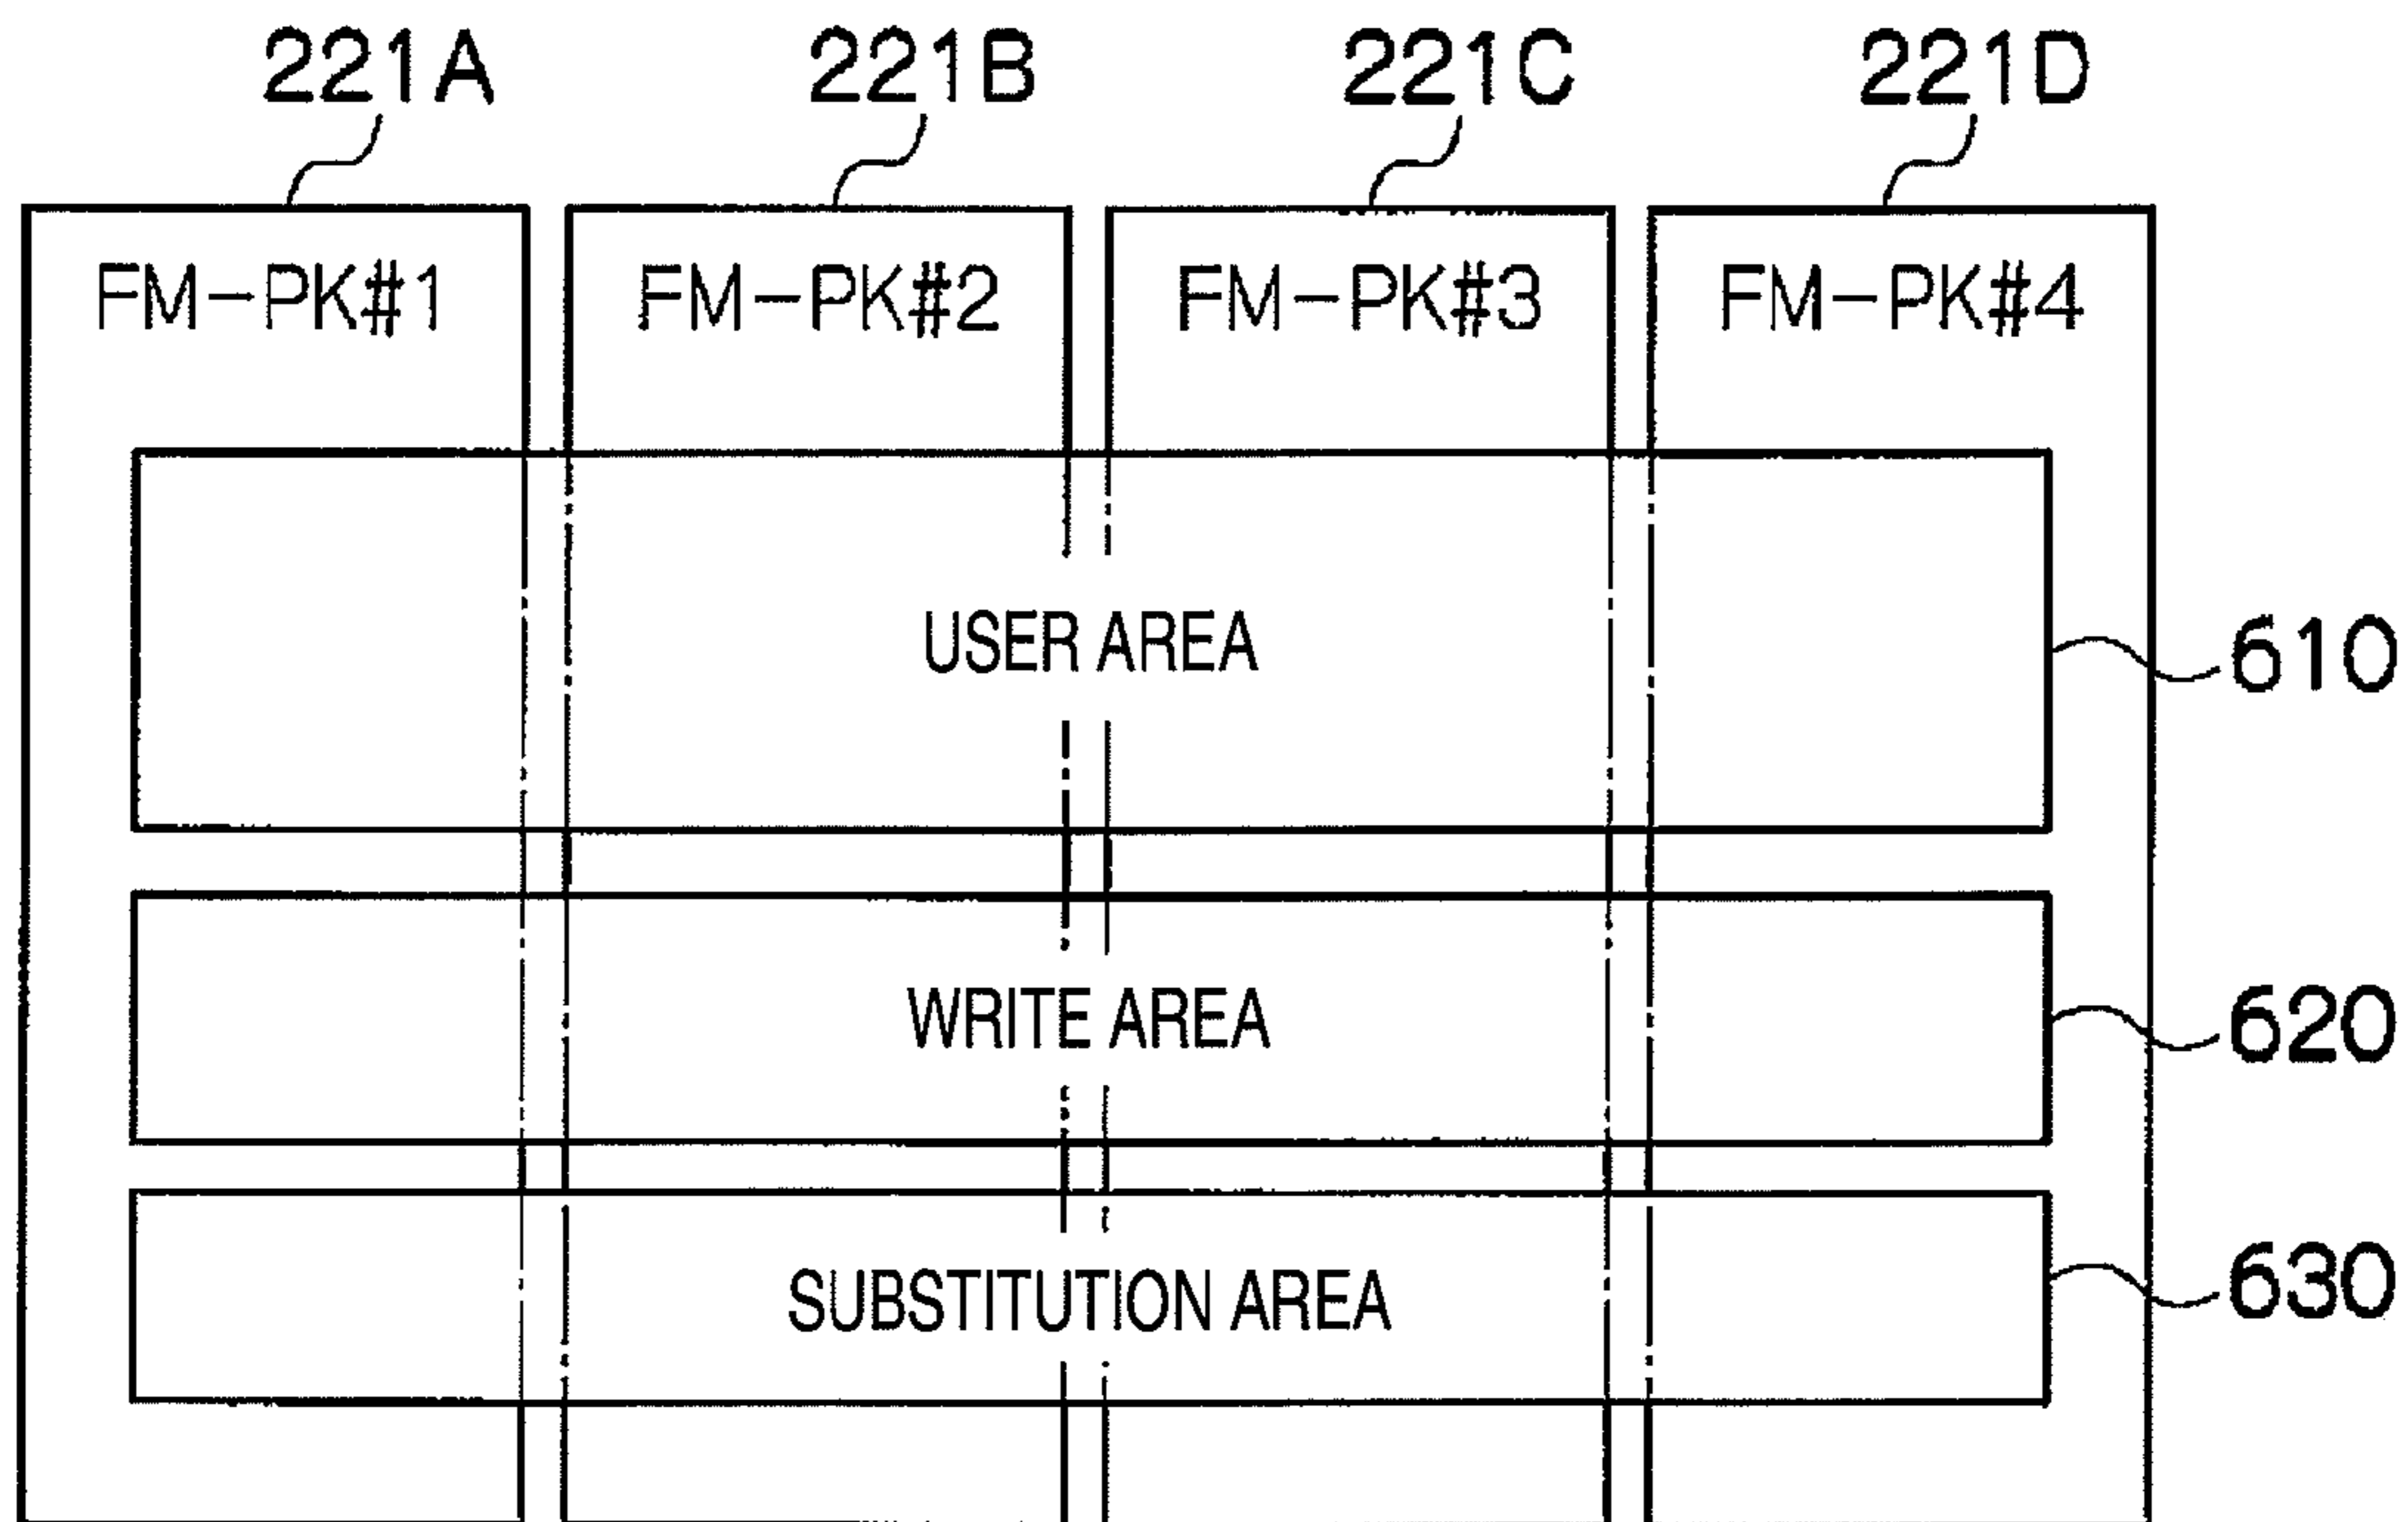 221A 221B 221C 221D
FM-PK#1 FM-PK#2 FM-PK#3 FM-PK#4
USER AREA 610
WRITE AREA 620
SUBSTITUTION AREA 630